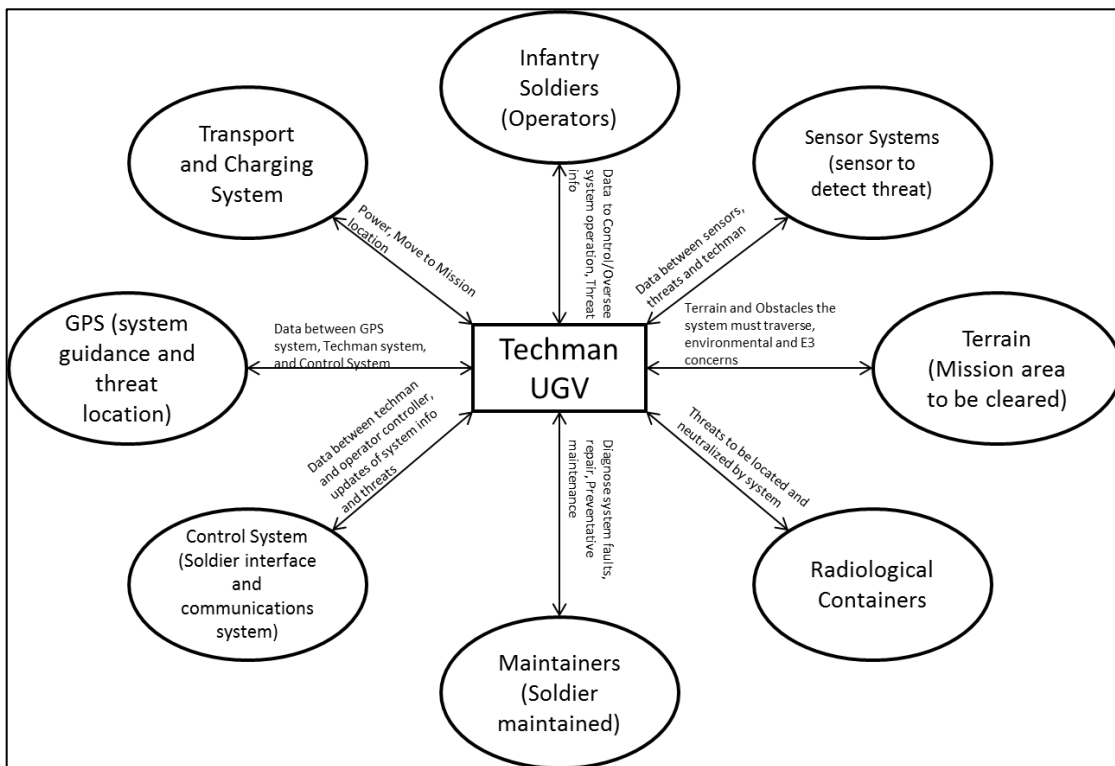 Infantry
Soldiers
(Operators)
Transport
and Charging
System
Sensor Systems
(sensor to
detect threat)
Data to Control/Oversee
system operation, Threat
info
Power, Move to Mission
location
Data between sensors,
threats and techman
GPS (system
guidance and
threat
location)
Data between GPS
system, Techman system,
and Control System
Techman
UGV
Terrain and Obstacles the
system must traverse,
environmental and E3
concerns
Terrain
(Mission area
to be cleared)
Data between techman
and operator controller,
updates of system info
and threats
Diagnose system faults,
repair, Preventative
maintenance
Threats to be located and
neutralized by system
Control System
(Soldier interface
and
communications
system)
Radiological
Containers
Maintainers
(Soldier
maintained)